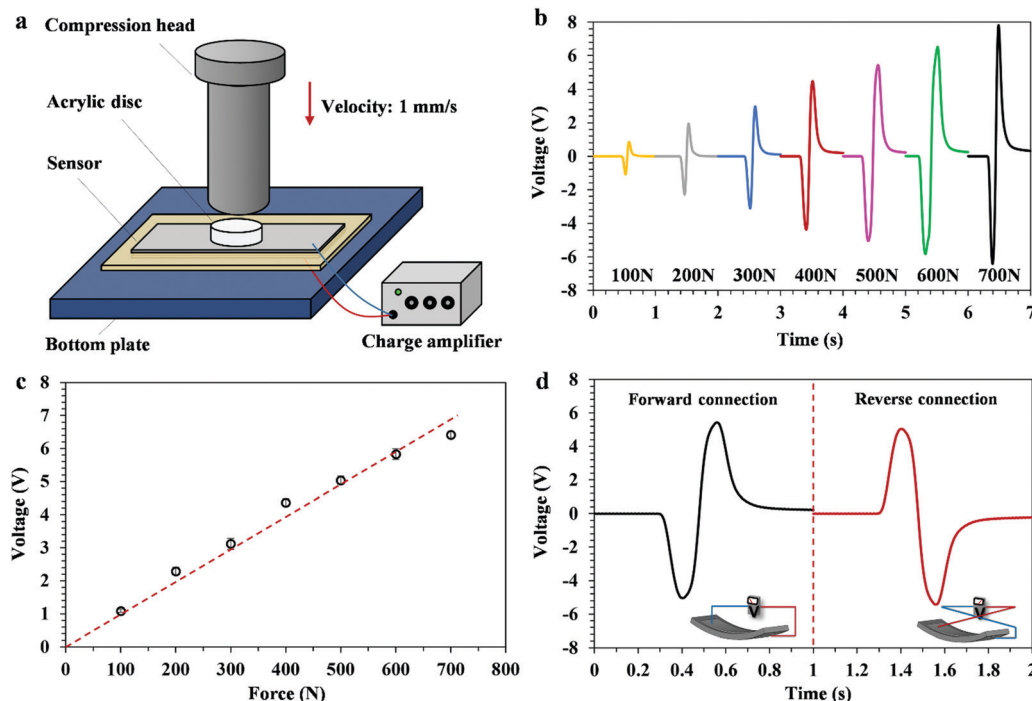 a
Compression head
Acrylic disc
Velocity: 1 mm/s
Sensor
Bottom plate
Charge amplifier
b
8
6
4
2
0
-2
-4
-6
-8
Voltage (V)
100N 200N 300N 400N 500N 600N 700N
0 1 2 3 4 5 6 7
Time (s)
c
8
7
6
5
4
3
2
1
0
Voltage (V)
0 100 200 300 400 500 600 700 800
Force (N)
d
8
6
4
2
0
-2
-4
-6
-8
Voltage (V)
Forward connection
Reverse connection
V
V
0 0.2 0.4 0.6 0.8 1 1.2 1.4 1.6 1.8 2
Time (s)